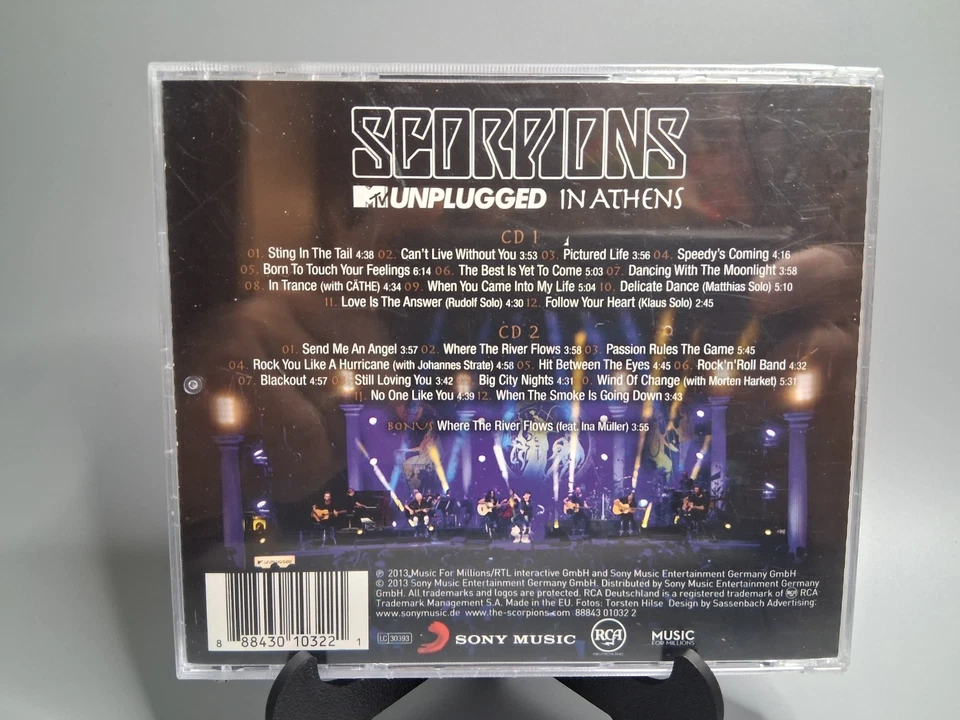 SCORPIONS
MTV UNPLUGGED IN ATHENS
CD 1
01. Sting In The Tail 4:38 02. Can't Live Without You 3:53 03. Pictured Life 3:56 04. Speedy's Coming 4:16
05. Born To Touch Your Feelings 6:14 06. The Best Is Yet To Come 5:03 07. Dancing With The Moonlight 3:58
08. In Trance (with CÄTHE) 4:34 09. When You Came Into My Life 5:04 10. Delicate Dance (Matthias Solo) 5:10
11. Love Is The Answer (Rudolf Solo) 4:30 12. Follow Your Heart (Klaus Solo) 2:45
CD 2
01. Send Me An Angel 3:57 02. Where The River Flows 3:58 03. Passion Rules The Game 5:45
04. Rock You Like A Hurricane (with Johannes Strate) 4:58 05. Hit Between The Eyes 4:45 06. Rock'n'Roll Band 4:32
07. Blackout 4:57 Still Loving You 3:42 Big City Nights 4:31 10. Wind Of Change (with Morten Harket) 5:31
11. No One Like You 4:39 12. When The Smoke Is Going Down 3:43
BONUS Where The River Flows (feat. Ina Müller) 3:55
℗ 2013 Music For Millions/RTL interactive GmbH and Sony Music Entertainment Germany GmbH
© 2013 Sony Music Entertainment Germany GmbH. Distributed by Sony Music Entertainment Germany
GmbH. All trademarks and logos are protected. RCA Deutschland is a registered trademark of RCA RCA
Trademark Management S.A. Made in the EU. Fotos: Torsten Hilse Design by Sassenbach Advertising.
www.sonymusic.de www.the-scorpions.com 88843 01032 2
8 88430 10322 1
LC 30393 SONY MUSIC RCA MUSIC
FOR MILLIONS